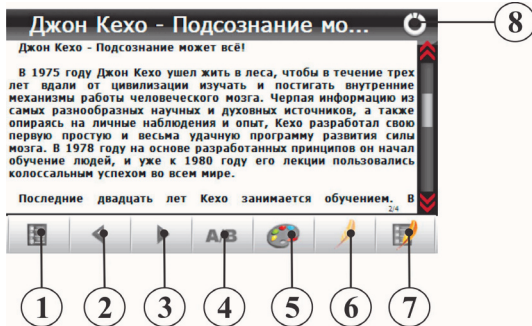 Джон Кехо - Подсознание мо...
8
Джон Кехо - Подсознание может всё!
В 1975 году Джон Кехо ушел жить в леса, чтобы в течение трех
лет вдали от цивилизации изучать и постигать внутренние
механизмы работы человеческого мозга. Черпая информацию из
самых разнообразных научных и духовных источников, а также
опираясь на личные наблюдения и опыт, Кехо разработал свою
первую простую и весьма удачную программу развития силы
мозга. В 1978 году на основе разработанных принципов он начал
обучение людей, и уже к 1980 году его лекции пользовались
колоссальным успехом во всем мире.
Последние двадцать лет Кехо занимается обучением. В
2/4
A/B
1 2 3 4 5 6 7